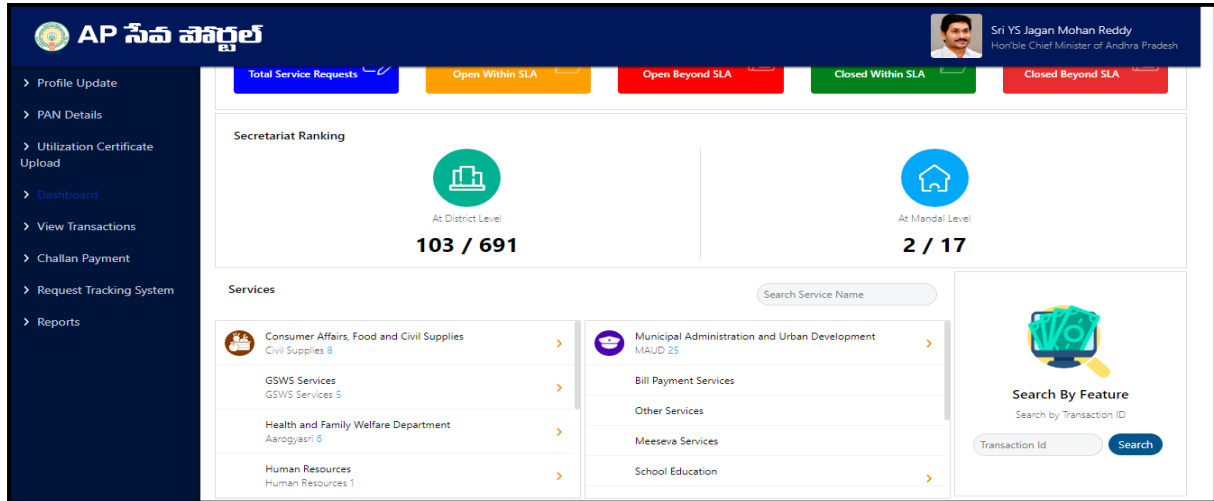 AP సేవ పోర్టల్
Sri YS Jagan Mohan Reddy
Hon'ble Chief Minister of Andhra Pradesh
Profile Update
PAN Details
Utilization Certificate
Upload
Dashboard
View Transactions
Challan Payment
Request Tracking System
Reports
Total Service Requests
Open Within SLA
Open Beyond SLA
Closed Within SLA
Closed Beyond SLA
Secretariat Ranking
At District Level
103 / 691
At Mandal Level
2 / 17
Services
Search Service Name
Consumer Affairs, Food and Civil Supplies
Civil Supplies 8
GSWS Services
GSWS Services 5
Health and Family Welfare Department
Aarogyasri 6
Human Resources
Human Resources 1
Municipal Administration and Urban Development
MAUD 25
Bill Payment Services
Other Services
Meeseva Services
School Education
Search By Feature
Search by Transaction ID
Transaction Id
Search